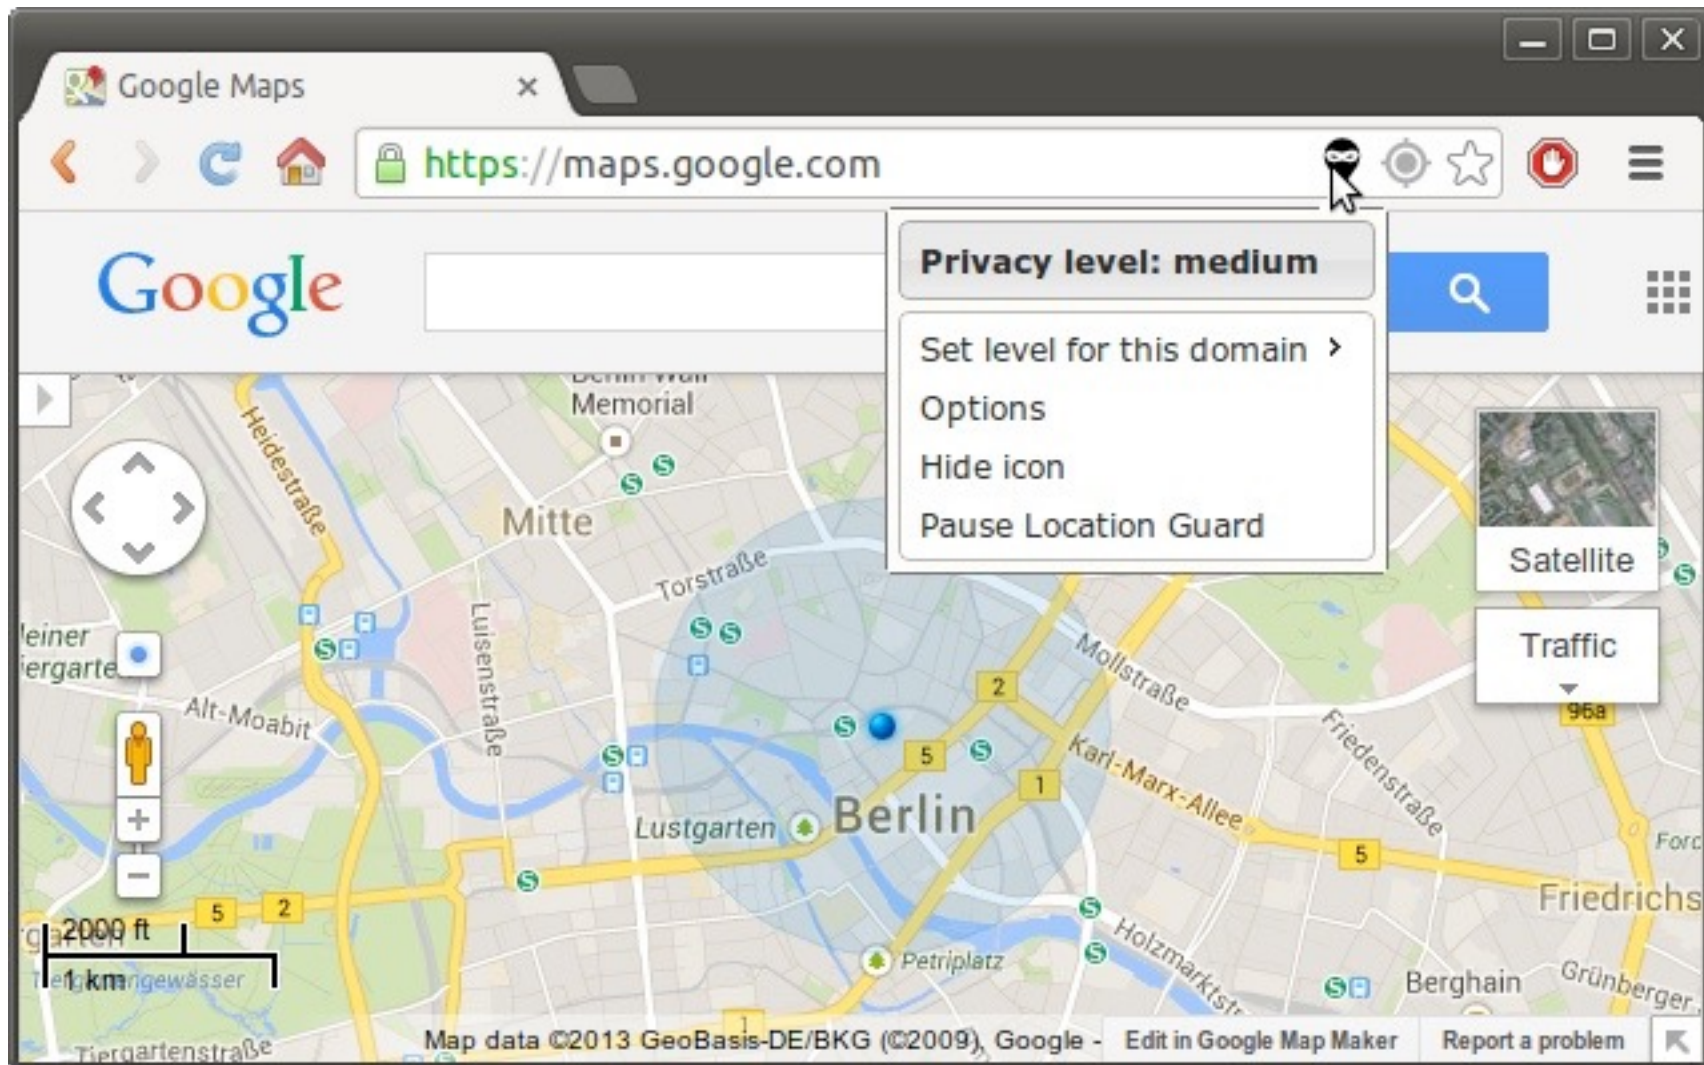 Google Maps
https://maps.google.com
Google
Privacy level: medium
Set level for this domain
Options
Hide icon
Pause Location Guard
Memorial
Heidestraße
Mitte
Torstraße
Luisenstraße
Satellite
Traffic
Mollstraße
2
96a
Alt-Moabit
5
1
Karl-Marx-Allee
Friedenstraße
Lustgarten
Berlin
5
Friedrichs
5
2
2000 ft
1 km
Petriplatz
Holzmarktstr
Berghain
Grünberger
1
Tiergartenstraße
Map data ©2013 GeoBasis-DE/BKG (©2009), Google -
Edit in Google Map Maker
Report a problem